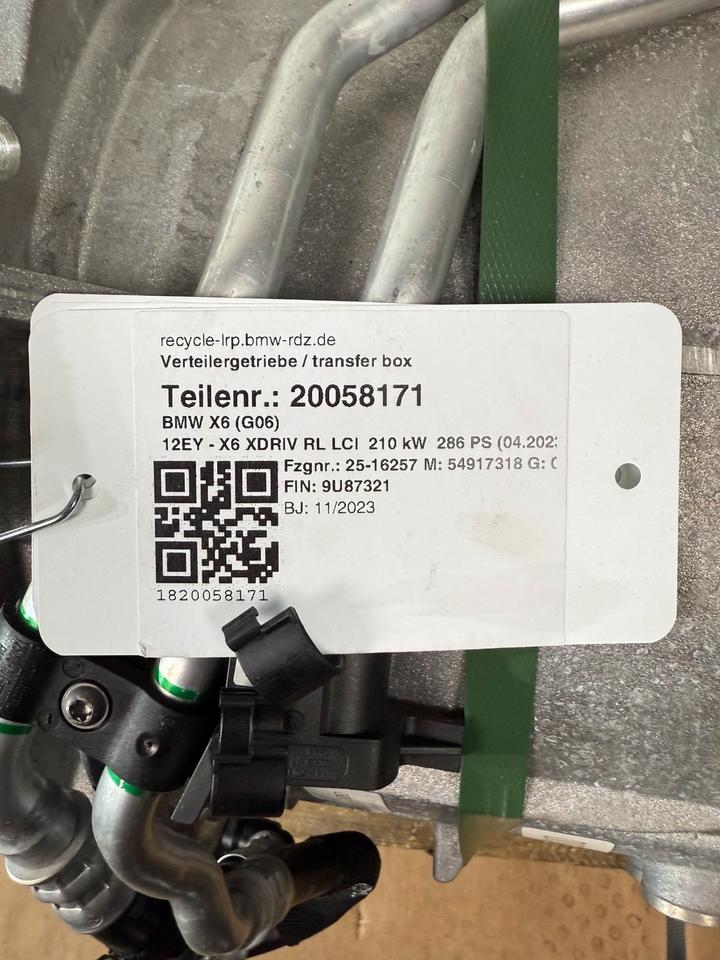 recycle-lrp.bmw-rdz.de
Verteilergetriebe / transfer box
Teilenr.: 20058171
BMW X6 (G06)
12EY - X6 XDRIV RL LCI 210 kW 286 PS (04.202
Fzgnr.: 25-16257 M: 54917318 G:
FIN: 9U87321
BJ: 11/2023
1820058171